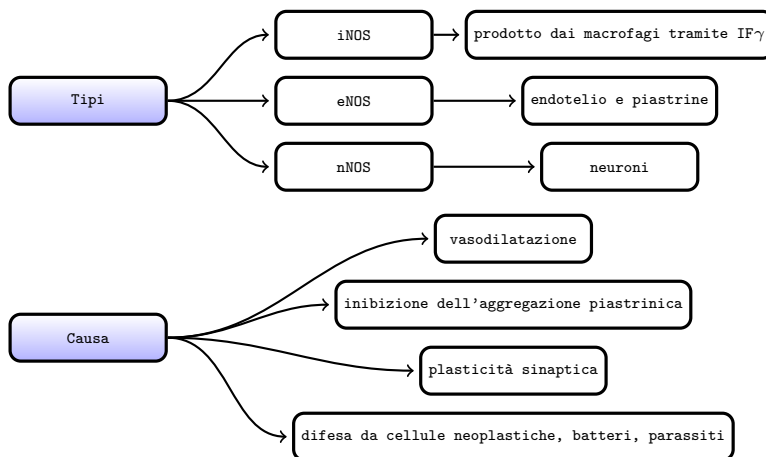 Tipi
iNOS
prodotto dai macrofagi tramite IFγ
eNOS
endotelio e piastrine
nNOS
neuroni
Causa
vasodilatazione
inibizione dell'aggregazione piastrinica
plasticità sinaptica
difesa da cellule neoplastiche, batteri, parassiti